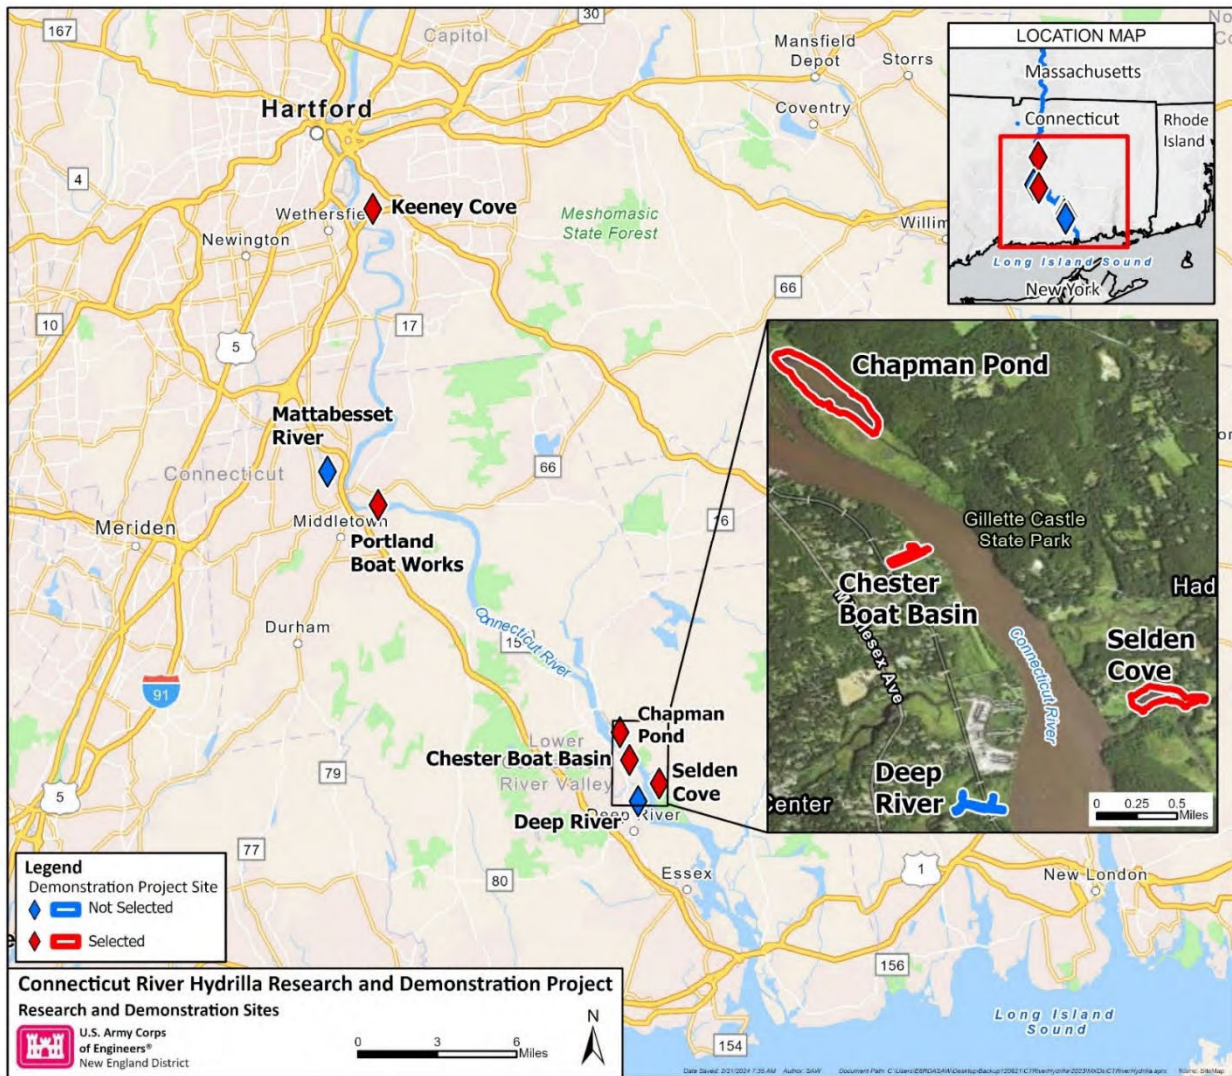 30
167
Capitol
Mansfield
Depot
Storrs
Hartford
Coventry
4
Wethersfie
Keeney Cove
Newington
Meshomasic
State Forest
Willim
66
10
17
5
Mattabesset
River
Connecticut
66
Meriden
Middletown
16
Portland
Boat Works
Durham
Connecticut River
15
91
Chapman
Pond
Lower
Chester Boat Basin
River Valley
Selden
Cove
79
5
Deep River
Deep River
77
80
Essex
1
New London
156
154
Long Island
Sound
LOCATION MAP
Massachusetts
Connecticut
Rhode
Island
Long Island Sound
New York
Chapman Pond
Gillette Castle
State Park
Chester
Boat Basin
Had
Selden
Cove
Connecticut River
Deep
River
Center
0 0.25 0.5
Miles
Legend
Demonstration Project Site
Not Selected
Selected
Connecticut River Hydrilla Research and Demonstration Project
Research and Demonstration Sites
U.S. Army Corps
of Engineers®
New England District
0 3 6
Miles
N